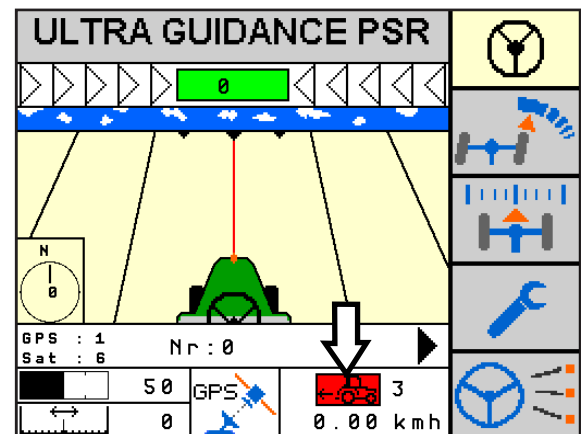 ULTRA GUIDANCE PSR
0
N
0
GPS : 1
Sat : 6
Nr:0
50
GPS
3
0
0.00 kmh